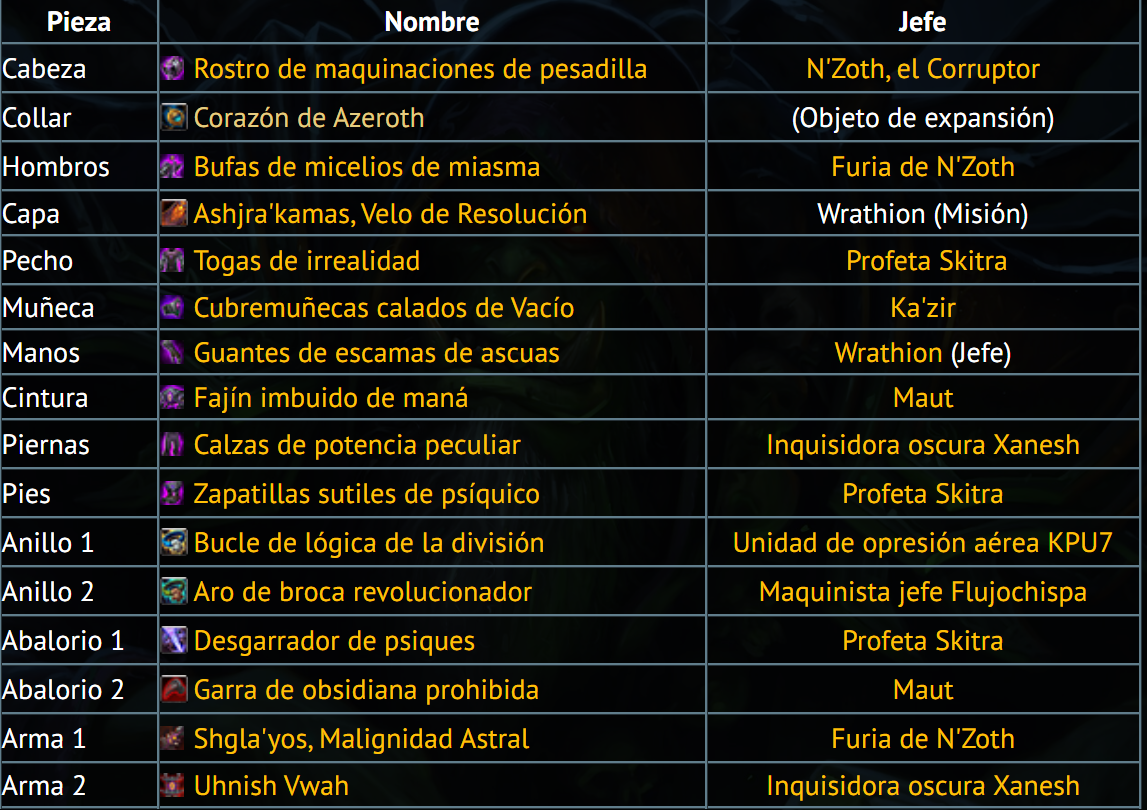 Pieza Nombre Jefe
Cabeza Rostro de maquinaciones de pesadilla N'Zoth, el Corruptor
Collar Corazón de Azeroth (Objeto de expansión)
Hombros Bufas de micelios de miasma Furia de N'Zoth
Capa Ashjra'kamas, Velo de Resolución Wrathion (Misión)
Pecho Togas de irrealidad Profeta Skitra
Muñeca Cubremuñecas calados de Vacío Ka'zir
Manos Guantes de escamas de ascuas Wrathion (Jefe)
Cintura Fajín imbuido de maná Maut
Piernas Calzas de potencia peculiar Inquisidora oscura Xanesh
Pies Zapatillas sutiles de psíquico Profeta Skitra
Anillo 1 Bucle de lógica de la división Unidad de opresión aérea KPU7
Anillo 2 Aro de broca revolucionador Maquinista jefe Flujochispa
Abalorio 1 Desgarrador de psiques Profeta Skitra
Abalorio 2 Garra de obsidiana prohibida Maut
Arma 1 Shgla'yos, Malignidad Astral Furia de N'Zoth
Arma 2 Uhnish Vwah Inquisidora oscura Xanesh